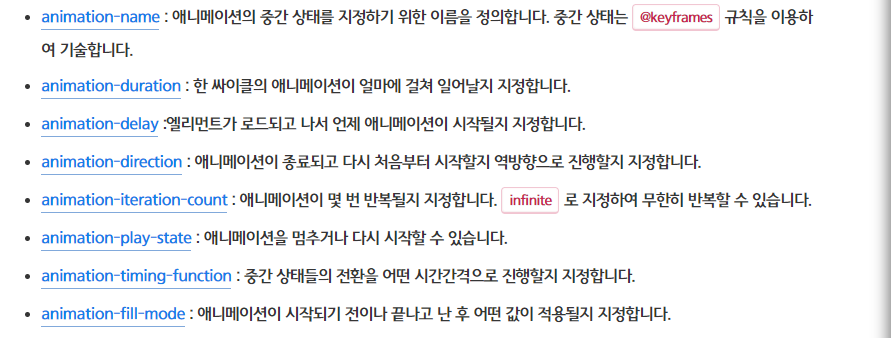 • animation-name : 애니메이션의 중간 상태를 지정하기 위한 이름을 정의합니다. 중간 상태는 @keyframes 규칙을 이용하
여 기술합니다.
• animation-duration : 한 싸이클의 애니메이션이 얼마에 걸쳐 일어날지 지정합니다.
• animation-delay :엘리먼트가 로드되고 나서 언제 애니메이션이 시작될지 지정합니다.
• animation-direction : 애니메이션이 종료되고 다시 처음부터 시작할지 역방향으로 진행할지 지정합니다.
• animation-iteration-count : 애니메이션이 몇 번 반복될지 지정합니다. infinite 로 지정하여 무한히 반복할 수 있습니다.
• animation-play-state : 애니메이션을 멈추거나 다시 시작할 수 있습니다.
• animation-timing-function : 중간 상태들의 전환을 어떤 시간간격으로 진행할지 지정합니다.
• animation-fill-mode : 애니메이션이 시작되기 전이나 끝나고 난 후 어떤 값이 적용될지 지정합니다.